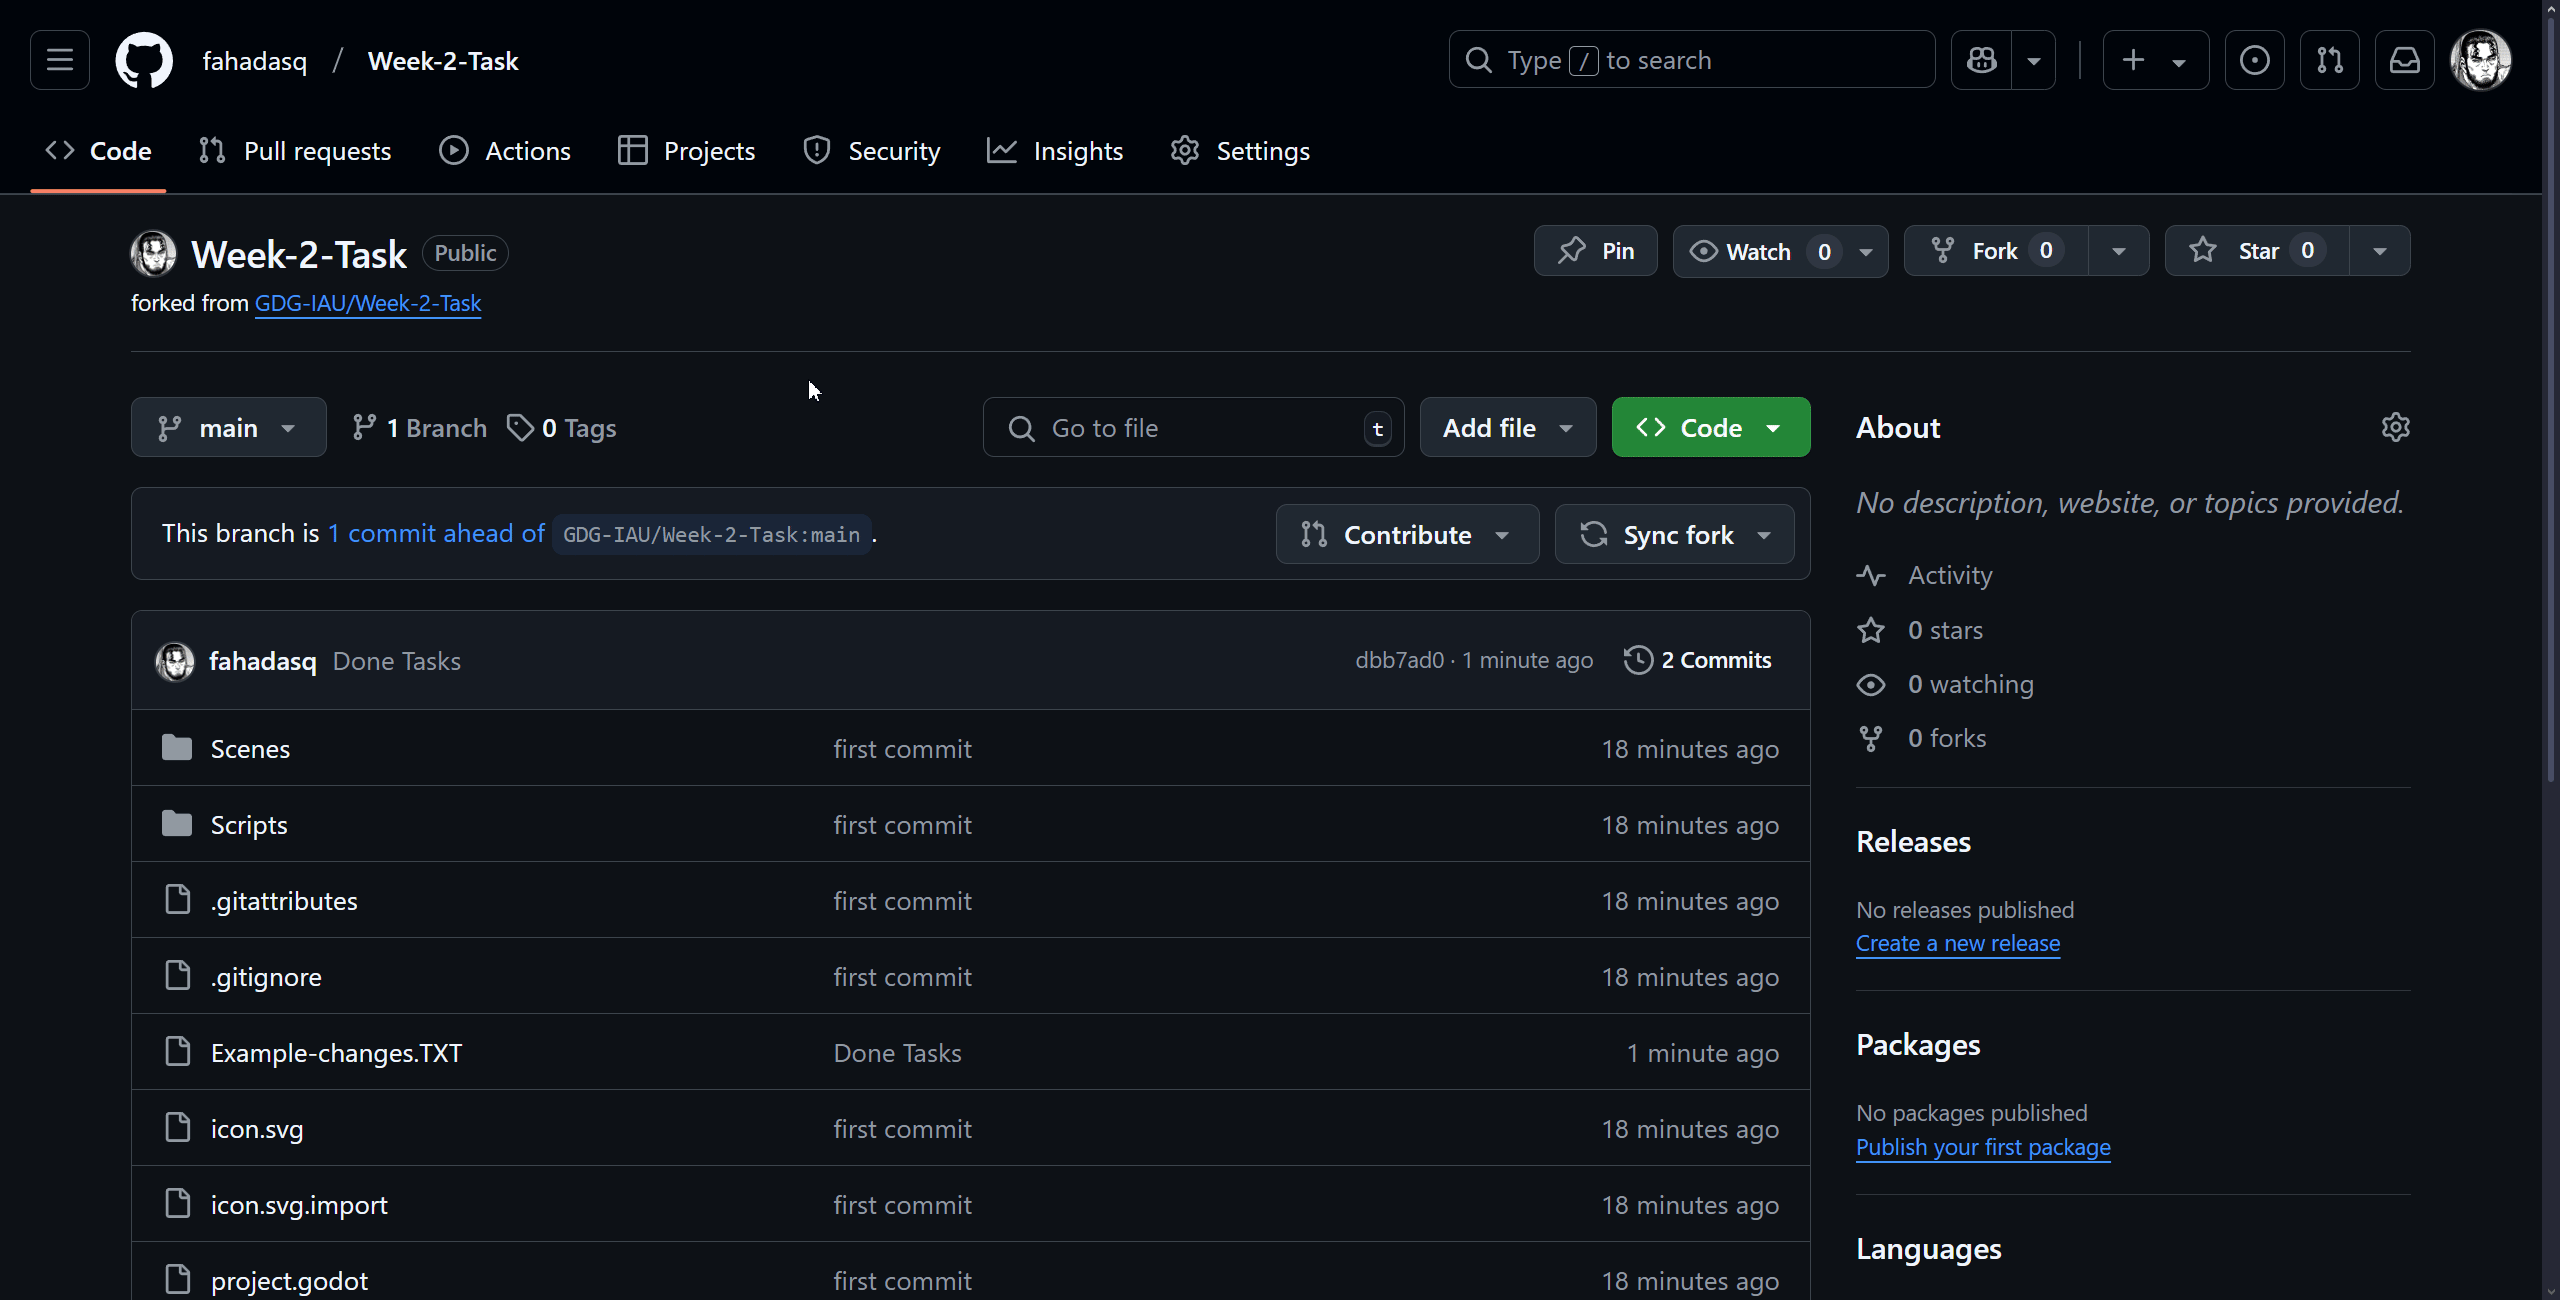 fahadasq / Week-2-Task
Type / to search
Code Pull requests Actions Projects Security Insights Settings
Week-2-Task Public
Pin Watch 0 Fork 0 Star 0
forked from GDG-IAU/Week-2-Task
main 1 Branch 0 Tags
Go to file t Add file Code
About
No description, website, or topics provided.
This branch is 1 commit ahead of GDG-IAU/Week-2-Task:main .
Contribute Sync fork
Activity
0 stars
0 watching
0 forks
fahadasq Done Tasks dbb7ad0 · 1 minute ago 2 Commits
Scenes first commit 18 minutes ago
Scripts first commit 18 minutes ago
.gitattributes first commit 18 minutes ago
.gitignore first commit 18 minutes ago
Example-changes.TXT Done Tasks 1 minute ago
icon.svg first commit 18 minutes ago
icon.svg.import first commit 18 minutes ago
project.godot first commit 18 minutes ago
Releases
No releases published
Create a new release
Packages
No packages published
Publish your first package
Languages